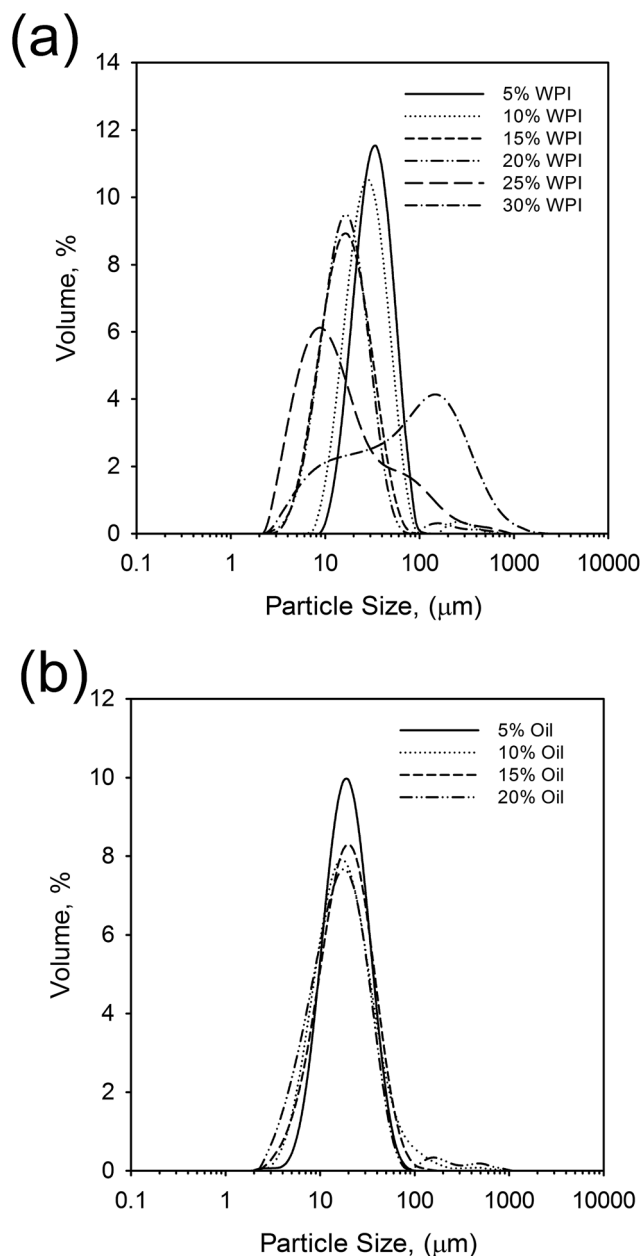 (a)
14
12
10
8
6
4
2
0
Volume, %
5% WPI
10% WPI
15% WPI
20% WPI
25% WPI
30% WPI
0.1 1 10 100 1000 10000
Particle Size, (μm)
(b)
12
10
8
6
4
2
0
Volume, %
5% Oil
10% Oil
15% Oil
20% Oil
0.1 1 10 100 1000 10000
Particle Size, (μm)